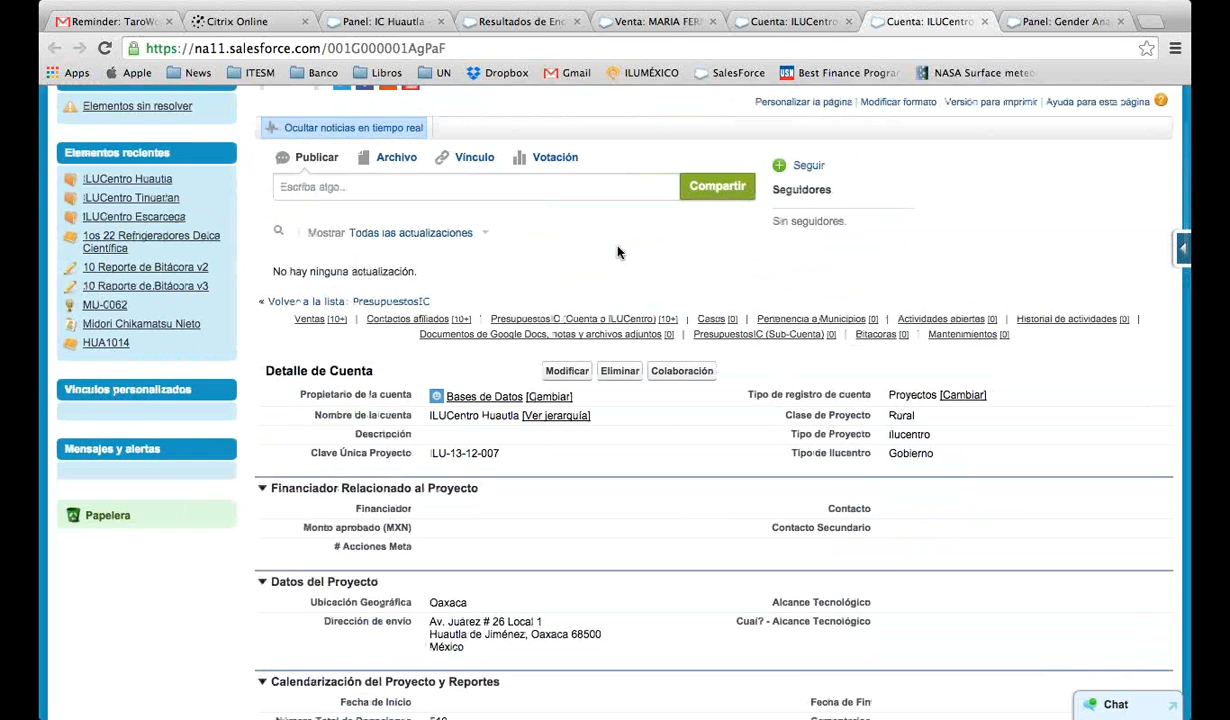 Reminder: TaroWo
Citrix Online
Panel: IC Huautla -
Resultados de En
Venta: MARIA FER
Cuenta: ILUCentro
Cuenta: ILUCentro
Panel: Gender Ana
https://na11.salesforce.com/001G000001AgPaF
Apps
Apple
News
ITESM
Banco
Libros
UN
Dropbox
Gmail
ILUMÉXICO
SalesForce
Best Finance Progra
NASA Surface meteo
Elementos sin resolver
Personalizar la página | Modificar formato | Versión para imprimir | Ayuda para esta página
Ocultar noticias en tiempo real
Elementos recientes
ILUCentro Huautla
ILUCentro Tinuatlan
ILUCentro Escarcega
1os 22 Refrigeradores Delca Científica
10 Reporte de Bitácora v2
10 Reporte de Bitácora v3
MU-0062
Midori Chikamatsu Nieto
HUA1014
Vínculos personalizados
Mensajes y alertas
Papelera
Publicar
Archivo
Vínculo
Votación
Escriba algo...
Compartir
Seguir
Seguidores
Sin seguidores.
Mostrar Todas las actualizaciones
No hay ninguna actualización.
« Volver a la lista: PresupuestosIC
Ventas [10+] | Contactos afiliados [10+] | PresupuestosIC (Cuenta o ILUCentro) [10+] | Casos [0] | Pertenencia a Municipios [0] | Actividades abiertas [0] | Historial de actividades [0] |
Documentos de Google Docs, notas y archivos adjuntos [0] | PresupuestosIC (Sub-Cuenta) [0] | Bitacoras [0] | Mantenimientos [0]
Detalle de Cuenta
Modificar
Eliminar
Colaboración
Propietario de la cuenta Bases de Datos [Cambiar]
Tipo de registro de cuenta Proyectos [Cambiar]
Nombre de la cuenta ILUCentro Huautla [Ver jerarquía]
Clase de Proyecto Rural
Descripción
Tipo de Proyecto ilucentro
Clave Única Proyecto ILU-13-12-007
Tipo de Ilucentro Gobierno
Financiador Relacionado al Proyecto
Financiador
Contacto
Monto aprobado (MXN)
Contacto Secundario
# Acciones Meta
Datos del Proyecto
Ubicación Geográfica Oaxaca
Alcance Tecnológico
Dirección de envío Av. Juárez # 26 Local 1
Huautla de Jiménez, Oaxaca 68500
México
Cual? - Alcance Tecnológico
Calendarización del Proyecto y Reportes
Fecha de Inicio
Fecha de Fin
Chat